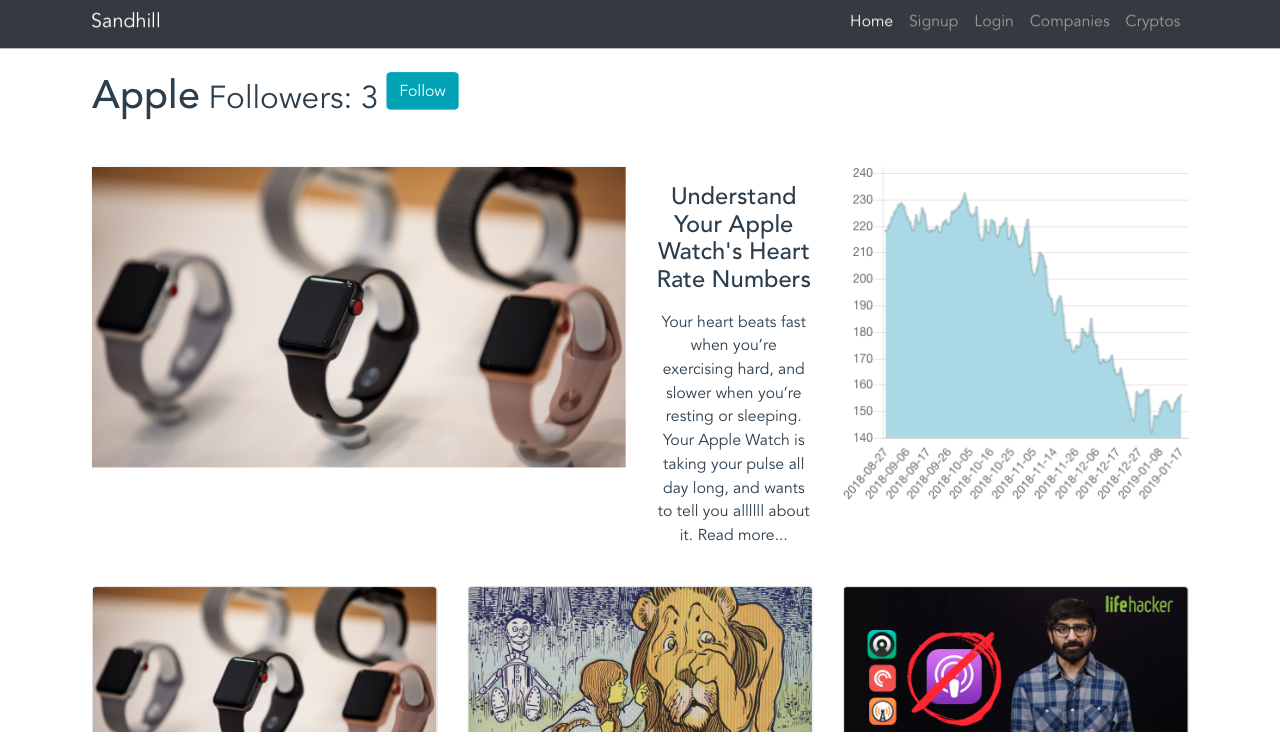 Sandhill
Home Signup Login Companies Cryptos
Apple Followers: 3 Follow
Understand
Your Apple
Watch's Heart
Rate Numbers
Your heart beats fast
when you’re
exercising hard, and
slower when you’re
resting or sleeping.
Your Apple Watch is
taking your pulse all
day long, and wants
to tell you allllll about
it. Read more...
240
230
220
210
200
190
180
170
160
150
140
2018-08-27
2018-09-06
2018-09-17
2018-09-26
2018-10-05
2018-10-16
2018-10-25
2018-11-05
2018-11-14
2018-11-26
2018-12-06
2018-12-17
2018-12-27
2019-01-08
2019-01-17
lifehacker